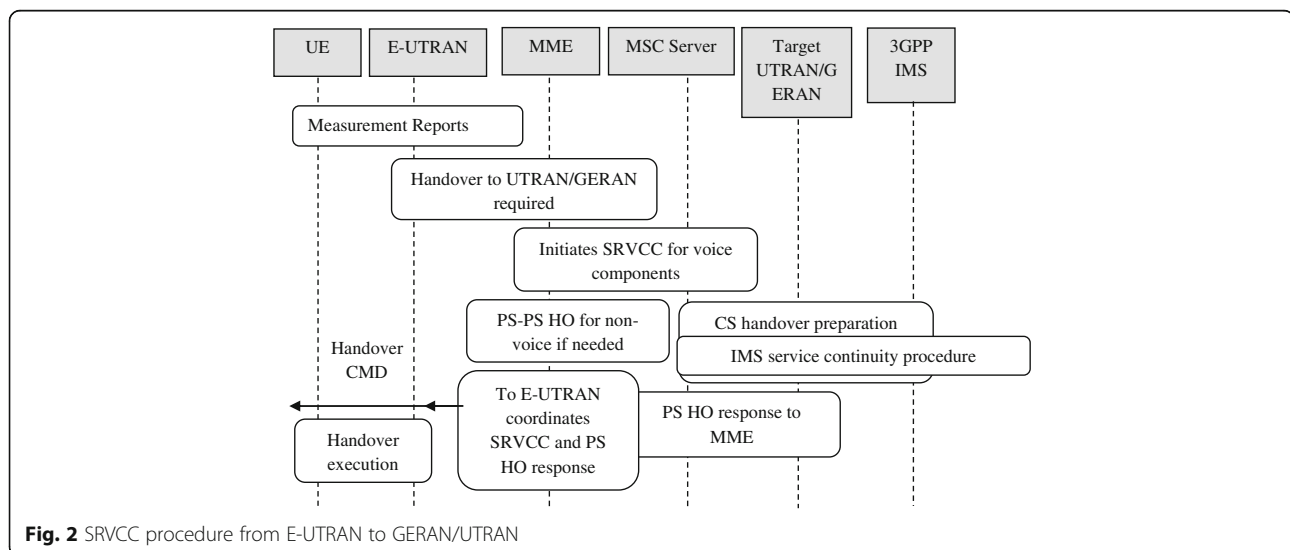 UE
E-UTRAN
MME
MSC Server
Target
UTRAN/G
ERAN
3GPP
IMS
Measurement Reports
Handover to UTRAN/GERAN
required
Initiates SRVCC for voice
components
PS-PS HO for non-
voice if needed
CS handover preparation
IMS service continuity procedure
Handover
CMD
To E-UTRAN
coordinates
SRVCC and PS
HO response
PS HO response to
MME
Handover
execution
Fig. 2 SRVCC procedure from E-UTRAN to GERAN/UTRAN